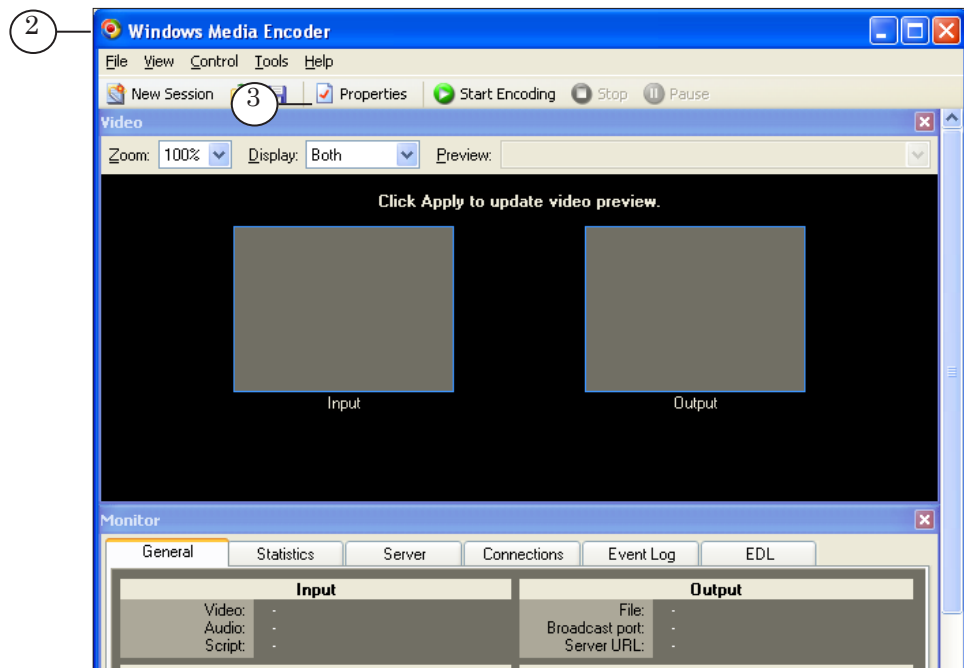 2
Windows Media Encoder
File View Control Tools Help
New Session 3 Properties Start Encoding Stop Pause
Video
Zoom: 100% Display: Both Preview:
Click Apply to update video preview.
Input Output
Monitor
General Statistics Server Connections Event Log EDL
Input Output
Video: - File: -
Audio: - Broadcast port: -
Script: - Server URL: -